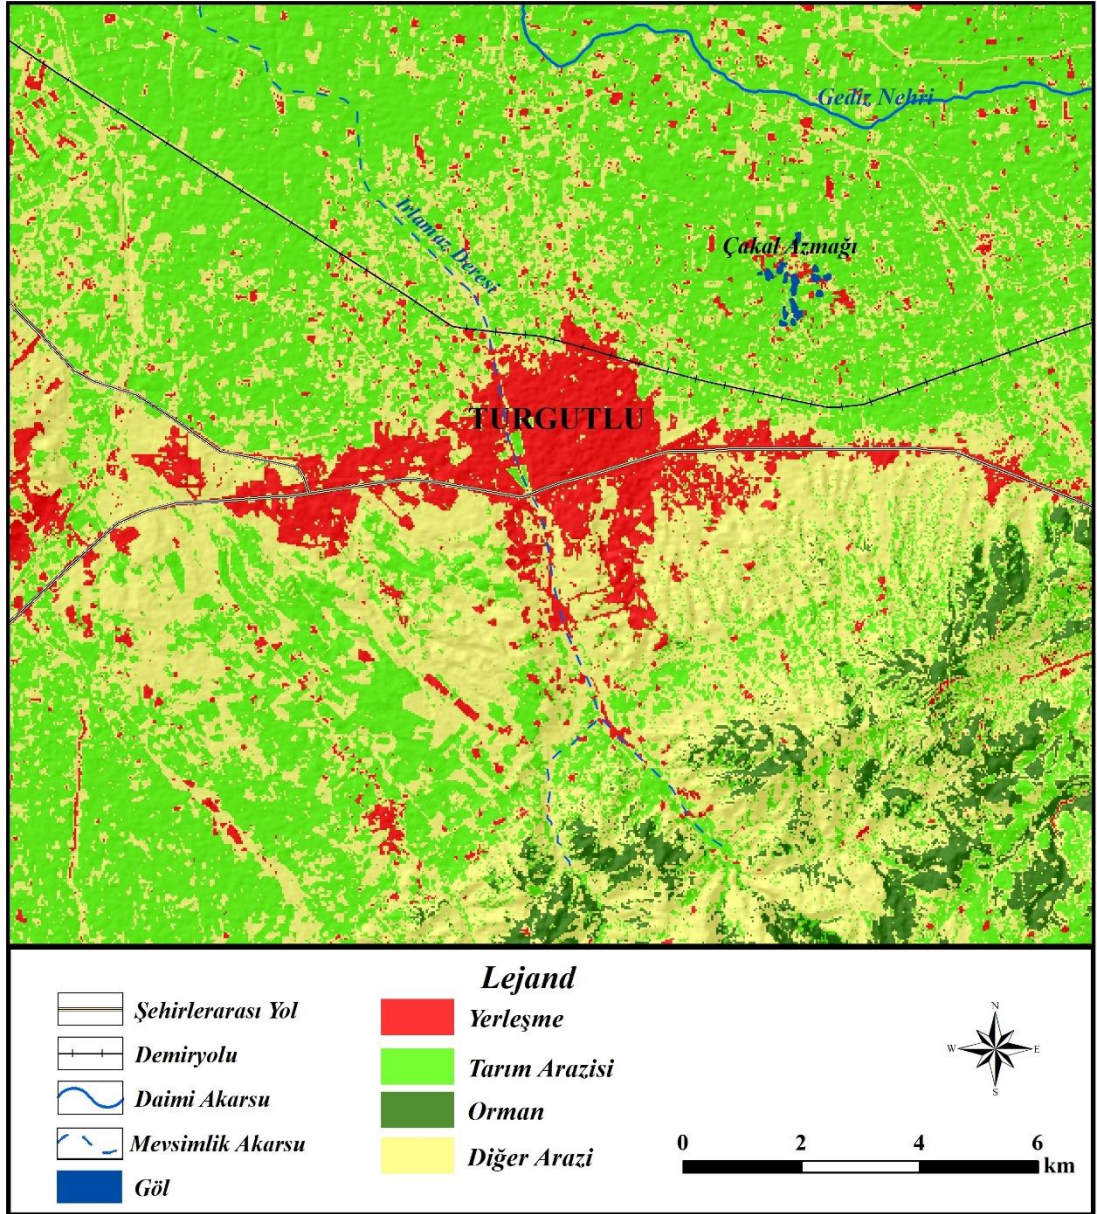 Gediz Nehri
Irlamaz Deresi
Çakal Azmağı
TURGUTLU
Lejand
Şehirlerarası Yol
Demiryolu
Daimi Akarsu
Mevsimlik Akarsu
Göl
Yerleşme
Tarım Arazisi
Orman
Diğer Arazi
N
W E
S
0 2 4 6
km